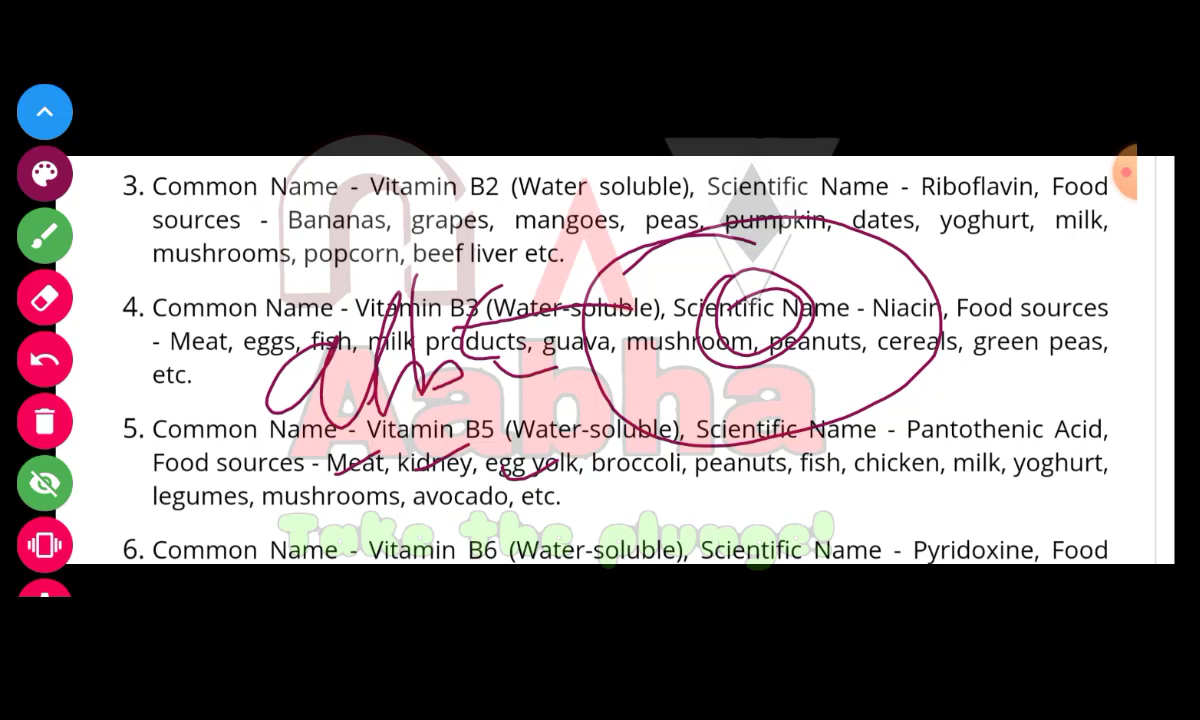 3. Common Name - Vitamin B2 (Water soluble), Scientific Name - Riboflavin, Food
sources - Bananas, grapes, mangoes, peas, pumpkin, dates, yoghurt, milk,
mushrooms, popcorn, beef liver etc.
4. Common Name - Vitamin B3 (Water-soluble), Scientific Name - Niacin, Food sources
- Meat, eggs, fish, milk products, guava, mushroom, peanuts, cereals, green peas,
etc.
Aabha
5. Common Name - Vitamin B5 (Water-soluble), Scientific Name - Pantothenic Acid,
Food sources - Meat, kidney, egg yolk, broccoli, peanuts, fish, chicken, milk, yoghurt,
legumes, mushrooms, avocado, etc.
Take the plunge!
6. Common Name - Vitamin B6 (Water-soluble), Scientific Name - Pyridoxine, Food